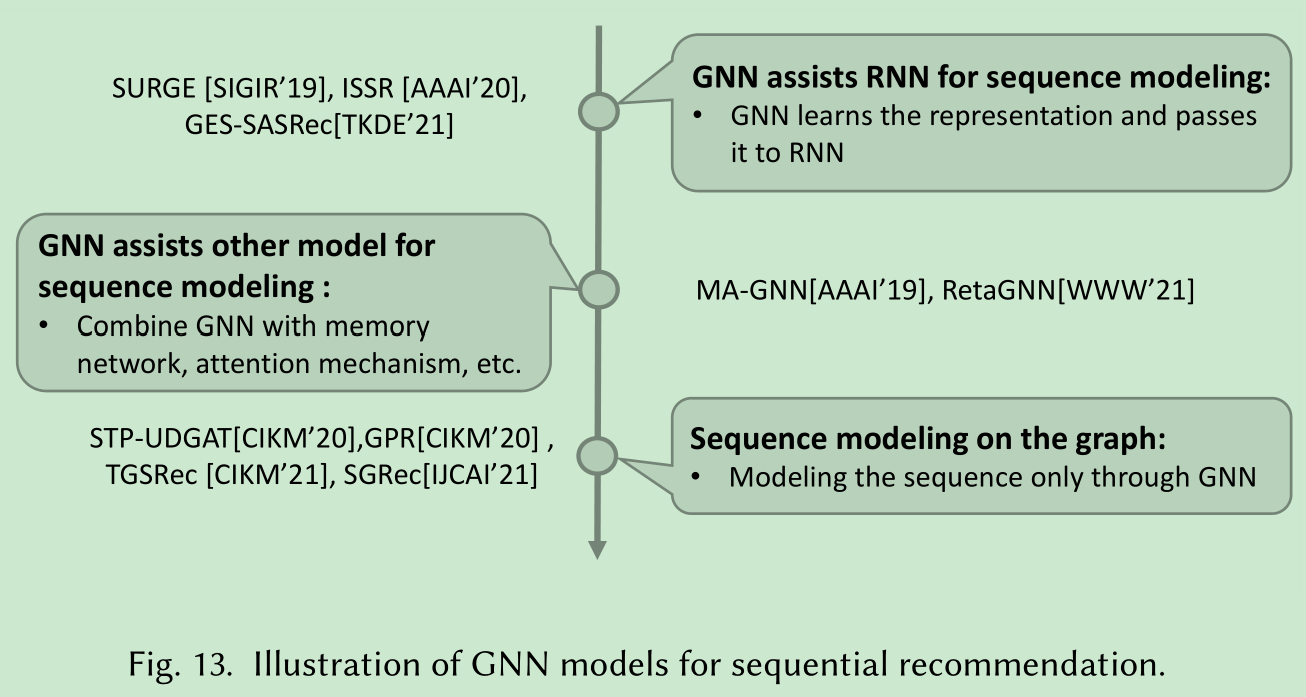 SURGE [SIGIR’19], ISSR [AAAI’20],
GES-SASRec[TKDE’21]
GNN assists RNN for sequence modeling:
• GNN learns the representation and passes
it to RNN
GNN assists other model for
sequence modeling :
• Combine GNN with memory
network, attention mechanism, etc.
MA-GNN[AAAI’19], RetaGNN[WWW’21]
STP-UDGAT[CIKM’20],GPR[CIKM’20] ,
TGSRec [CIKM’21], SGRec[IJCAI’21]
Sequence modeling on the graph:
• Modeling the sequence only through GNN
Fig. 13. Illustration of GNN models for sequential recommendation.